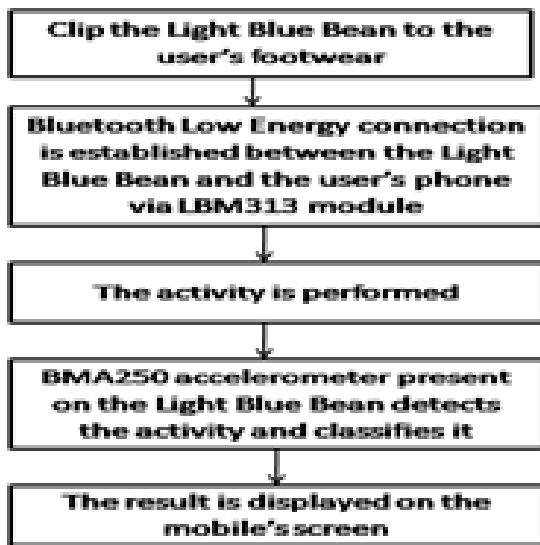 Clip the Light Blue Bean to the
user's footwear
Bluetooth Low Energy connection
is established between the Light
Blue Bean and the user's phone
via LBM313 module
The activity is performed
BMA250 accelerometer present
on the Light Blue Bean detects
the activity and classifies it
The result is displayed on the
mobile's screen